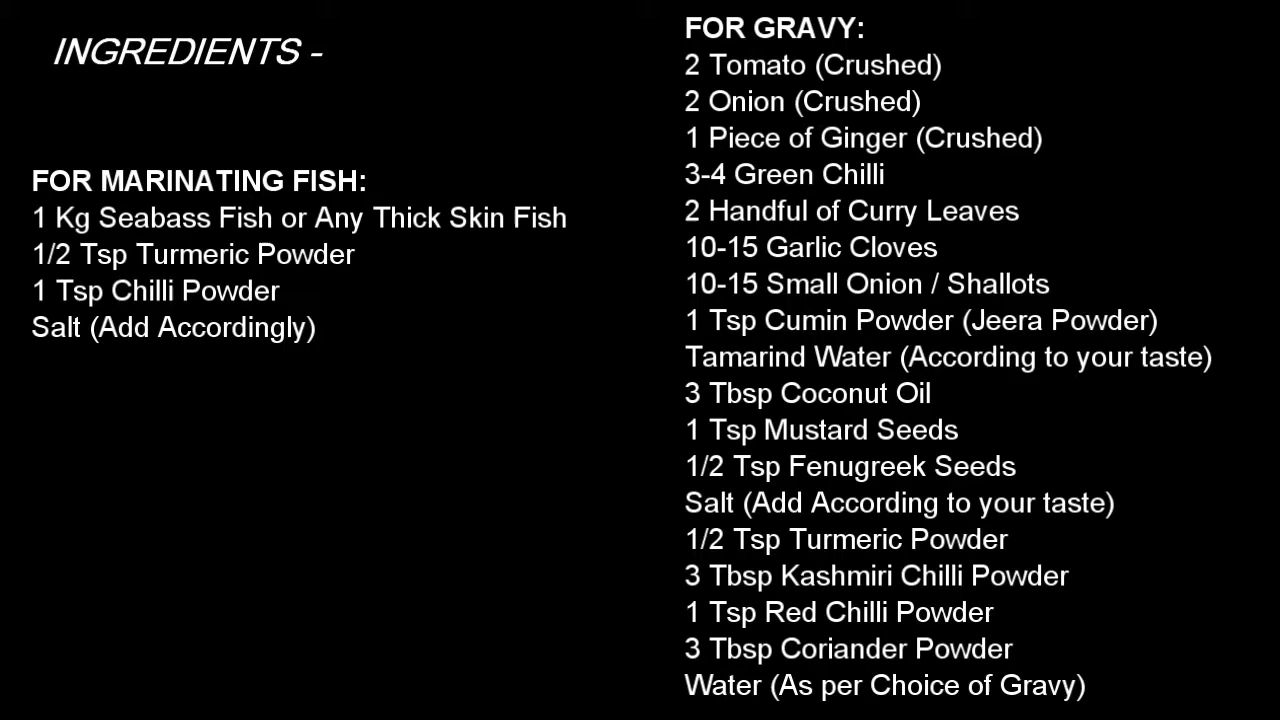 INGREDIENTS -
FOR MARINATING FISH:
1 Kg Seabass Fish or Any Thick Skin Fish
1/2 Tsp Turmeric Powder
1 Tsp Chilli Powder
Salt (Add Accordingly)
FOR GRAVY:
2 Tomato (Crushed)
2 Onion (Crushed)
1 Piece of Ginger (Crushed)
3-4 Green Chilli
2 Handful of Curry Leaves
10-15 Garlic Cloves
10-15 Small Onion / Shallots
1 Tsp Cumin Powder (Jeera Powder)
Tamarind Water (According to your taste)
3 Tbsp Coconut Oil
1 Tsp Mustard Seeds
1/2 Tsp Fenugreek Seeds
Salt (Add According to your taste)
1/2 Tsp Turmeric Powder
3 Tbsp Kashmiri Chilli Powder
1 Tsp Red Chilli Powder
3 Tbsp Coriander Powder
Water (As per Choice of Gravy)